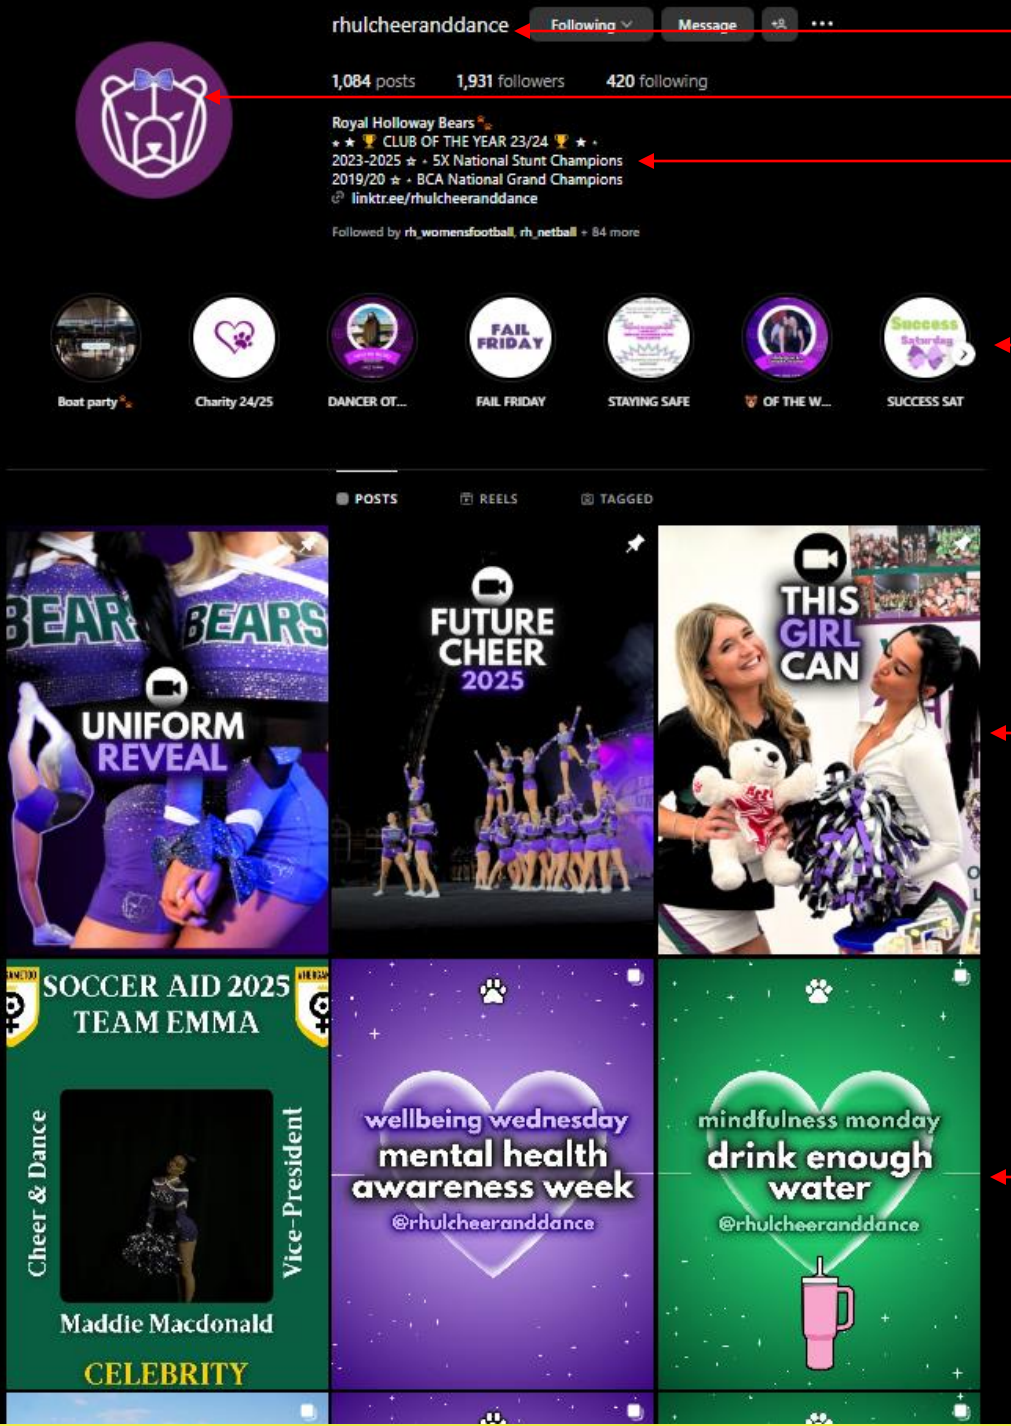 rhulcheeranddance Following Message
1,084 posts 1,931 followers 420 following
Royal Holloway Bears
CLUB OF THE YEAR 23/24
2023-2025 ☆ • 5X National Stunt Champions
2019/20 ☆ • BCA National Grand Champions
linktr.ee/rhulcheeranddance
Followed by rh_womensfootball, rh_netball + 84 more
FAIL
FRIDAY
Success
Saturday
Boat party
Charity 24/25
DANCER OT...
FAIL FRIDAY
STAYING SAFE
OF THE W...
SUCCESS SAT
POSTS
REELS
TAGGED
BEARS
BEARS
UNIFORM
REVEAL
FUTURE
CHEER
2025
THIS
GIRL
CAN
SOCCER AID 2025
TEAM EMMA
Cheer & Dance
Vice-President
Maddie Macdonald
CELEBRITY
wellbeing wednesday
mental health
awareness week
@rhulcheeranddance
mindfulness monday
drink enough
water
@rhulcheeranddance